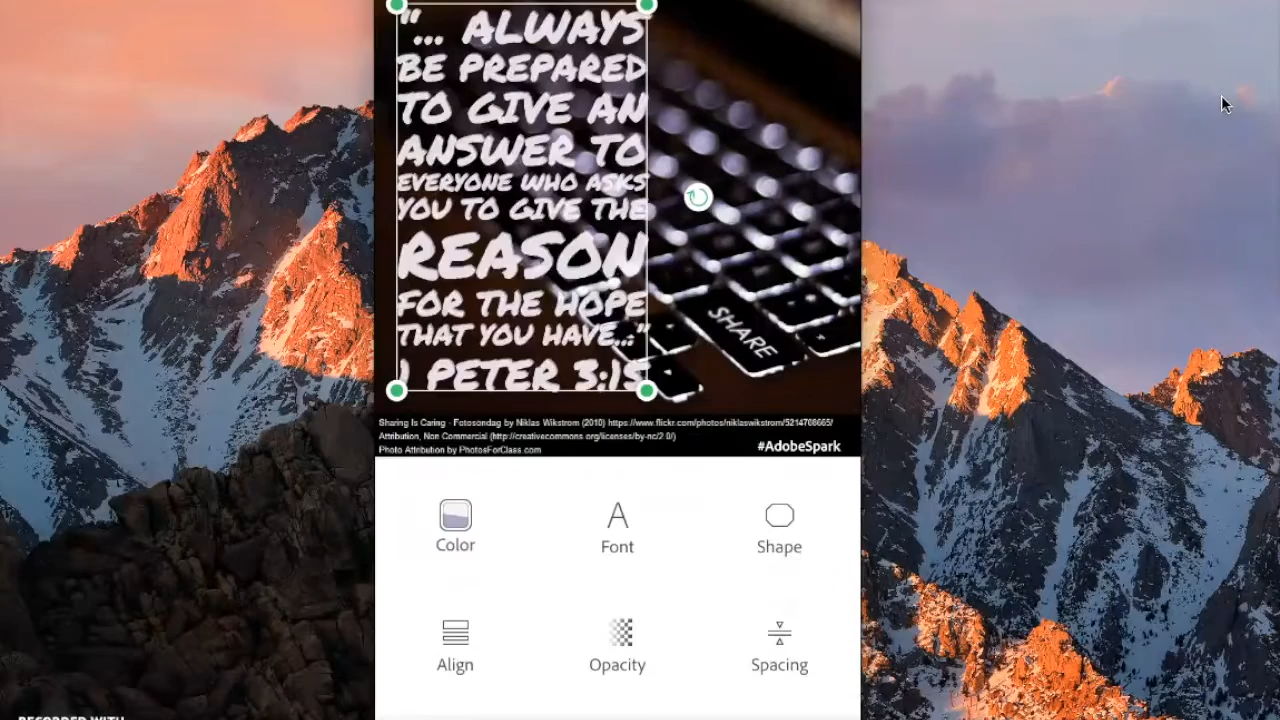 "... ALWAYS
BE PREPARED
TO GIVE AN
ANSWER TO
EVERYONE WHO ASKS
YOU TO GIVE THE
REASON
FOR THE HOPE
THAT YOU HAVE..."
1 PETER 3:15
SHARE
Sharing Is Caring - Fotosondag by Niklas Wikstrom (2010) https://www.flickr.com/photos/niklaswikstrom/5214768665/
Attribution, Non Commercial (http://creativecommons.org/licenses/by-nc/2.0/)
Photo Attribution by PhotosForClass.com
#AdobeSpark
Color
Font
Shape
Align
Opacity
Spacing
RECORDED WITH